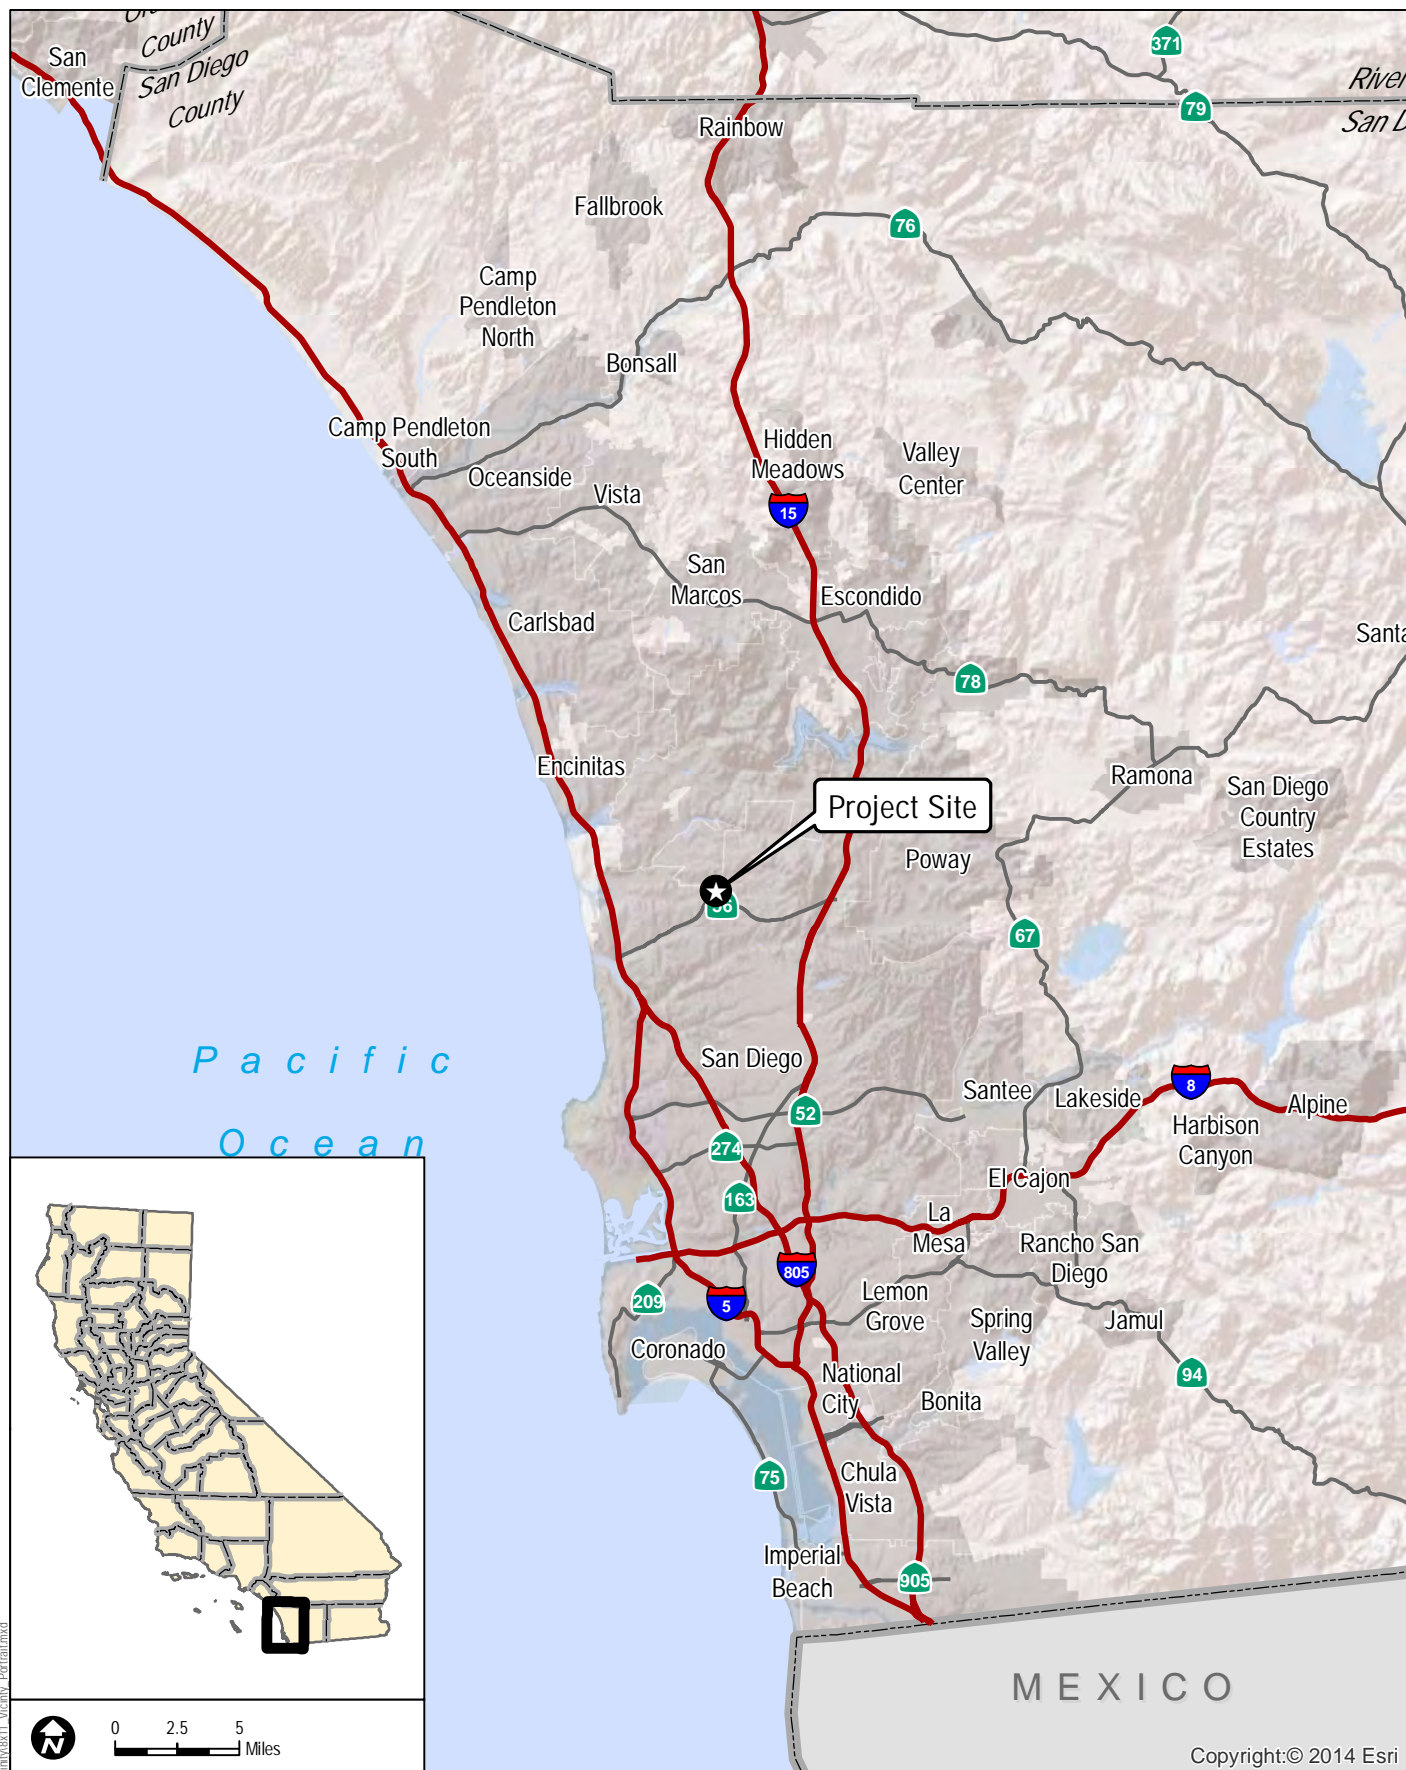 371
San
Clemente
County
San Diego
County
79
Rainbow
Fallbrook
76
Camp
Pendleton
North
Bonsall
Camp Pendleton
South
Oceanside
Vista
Hidden
Meadows
Valley
Center
15
San
Marcos
Escondido
Carlsbad
78
Encinitas
Ramona
San Diego
Country
Estates
Project Site
Poway
67
Pacific
Ocean
San Diego
Santee
Lakeside
8
Alpine
Harbison
Canyon
52
274
163
El Cajon
La
Mesa
Rancho San
Diego
805
5
209
Lemon
Grove
Spring
Valley
Jamul
Coronado
National
City
Bonita
94
75
Chula
Vista
Imperial
Beach
905
MEXICO
N
0 2.5 5
Miles
Copyright:© 2014 Esri